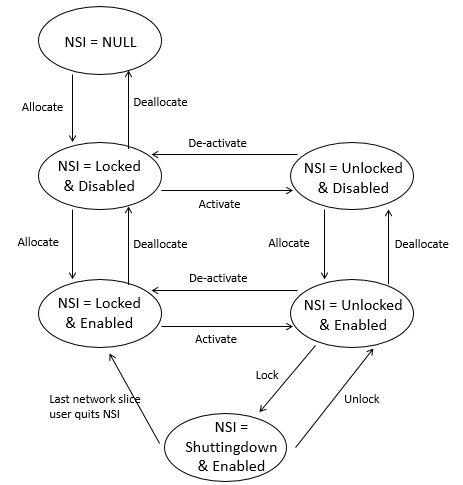 NSI = NULL
Allocate
Deallocate
De-activate
NSI = Locked
& Disabled
NSI = Unlocked
& Disabled
Activate
Allocate
Deallocate
Allocate
Deallocate
De-activate
NSI = Locked
& Enabled
NSI = Unlocked
& Enabled
Activate
Lock
Last network slice
user quits NSI
Unlock
NSI =
Shuttingdown
& Enabled